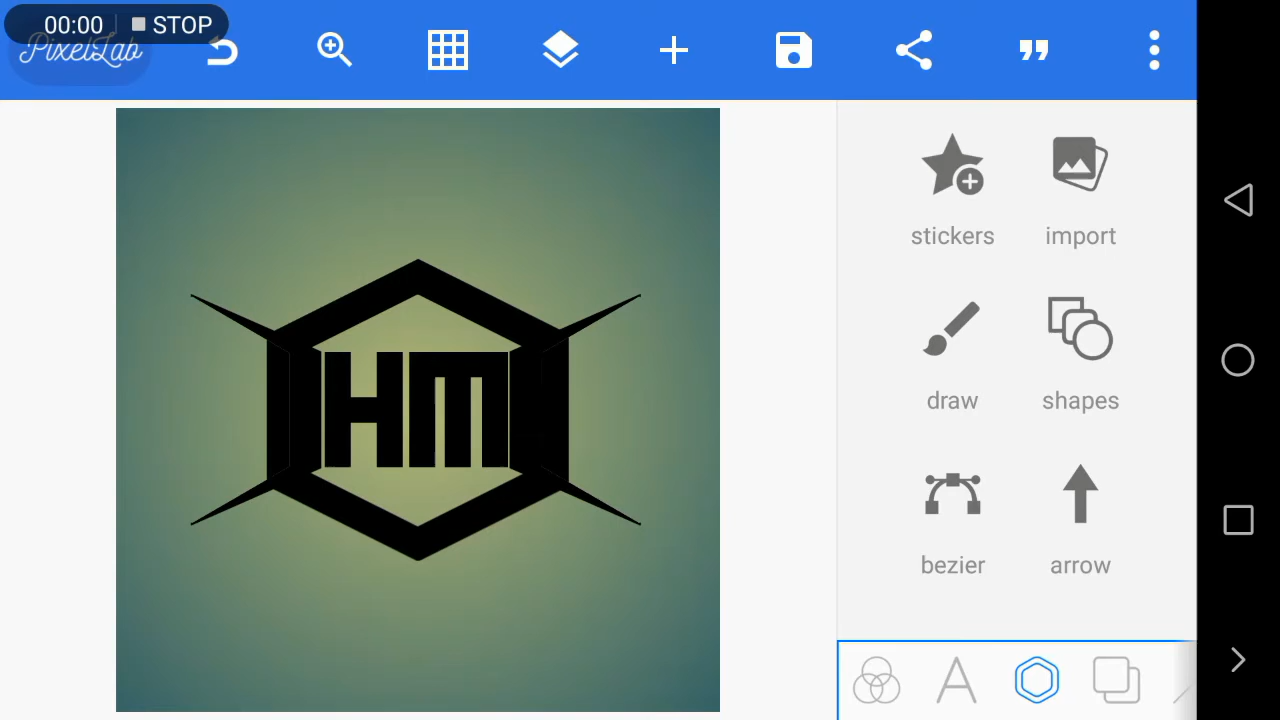 00:00 STOP
PixelLab
stickers import
HM
draw shapes
bezier arrow